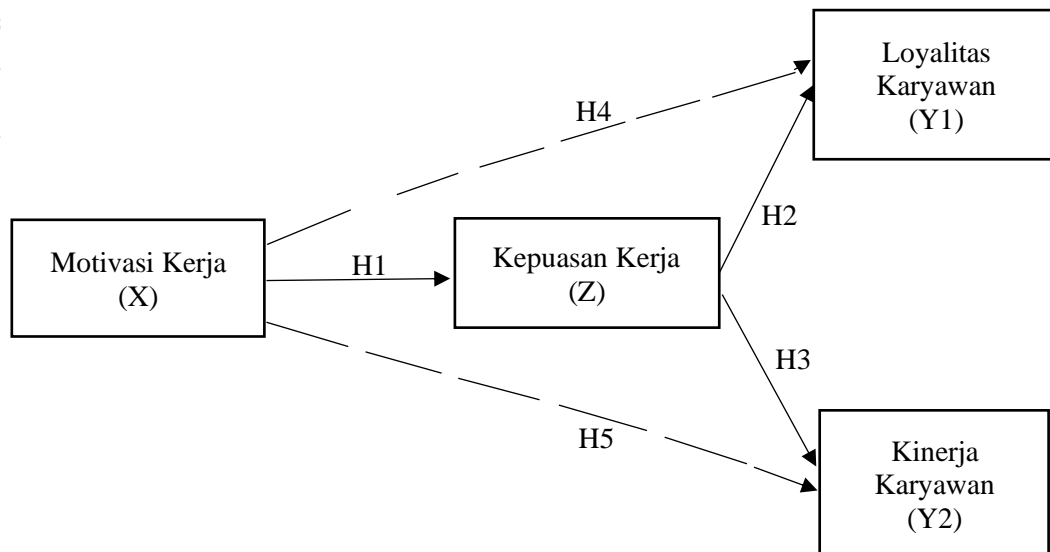 Loyalitas
Karyawan
(Y1)
H4
H2
Motivasi Kerja
(X)
H1
Kepuasan Kerja
(Z)
H3
H5
Kinerja
Karyawan
(Y2)